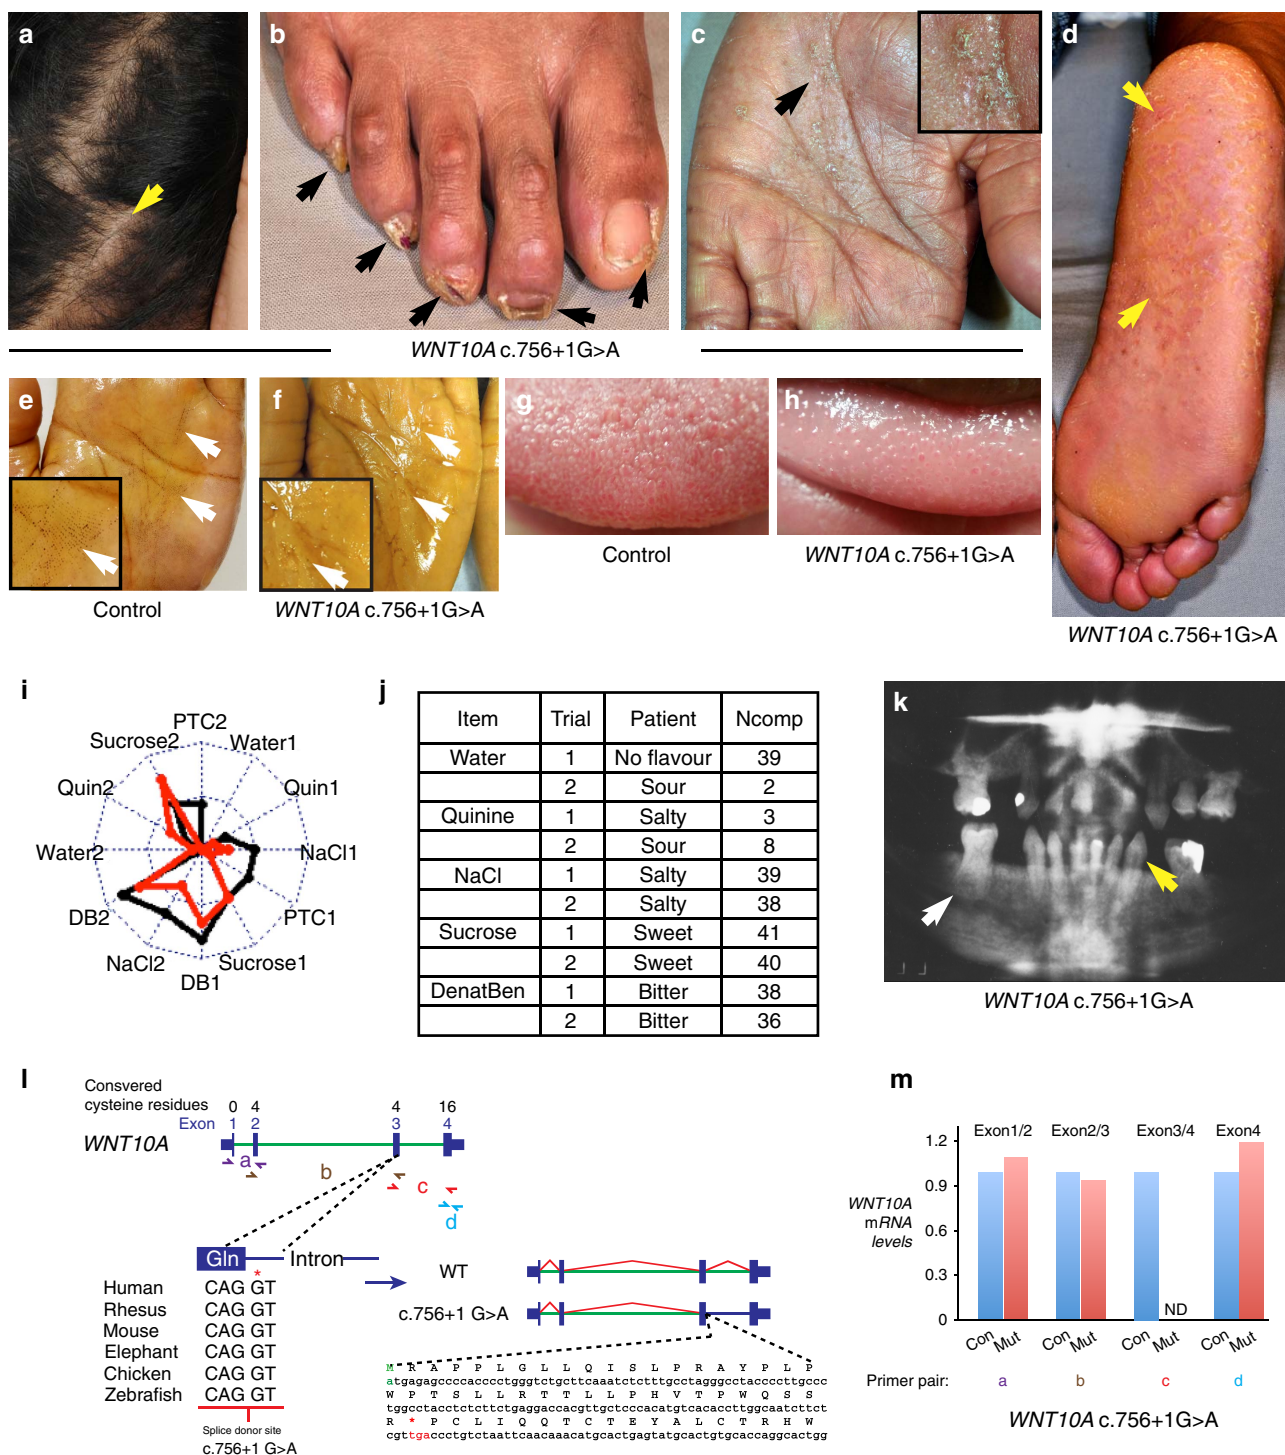 a
b
c
d
WNT10A c.756+1G>A
e
f
g
h
Control
WNT10A c.756+1G>A
Control
WNT10A c.756+1G>A
WNT10A c.756+1G>A
i
PTC2
Sucrose2
Water1
Quin2
Quin1
Water2
NaCl1
DB2
PTC1
NaCl2
Sucrose1
DB1
j
Item Trial Patient Ncomp
Water 1 No flavour 39
2 Sour 2
Quinine 1 Salty 3
2 Sour 8
NaCl 1 Salty 39
2 Salty 38
Sucrose 1 Sweet 41
2 Sweet 40
DenatBen 1 Bitter 38
2 Bitter 36
k
WNT10A c.756+1G>A
l
Consvered
cysteine residues 0 4 4 16
Exon 1 2 3 4
WNT10A
a
b
c
d
Gln Intron
*
Human CAG GT
Rhesus CAG GT
Mouse CAG GT
Elephant CAG GT
Chicken CAG GT
Zebrafish CAG GT
Splice donor site
c.756+1 G>A
WT
c.756+1 G>A
M R A P P L G L L Q I S L P R A Y P L P
atgagagccccacccctgggtctgcttcaaatctctttgcctagggcctaccccttgccc
W P T S L L R T T L L P H V T P W Q S S
tggcctacctctcttctgaggaccacgttgctcccacatgtcacaccttggcaatcttct
R * P C L I Q Q T C T E Y A L C T R H W
cgttgaccctgtctaattcaacaaacatgcactgagtatgcactgtgcaccaggcactgg
m
Exon1/2 Exon2/3 Exon3/4 Exon4
1.2
0.9
0.6
0.3
0
WNT10A
mRNA
levels
ND
Con Mut Con Mut Con Mut Con Mut
Primer pair: a b c d
WNT10A c.756+1G>A